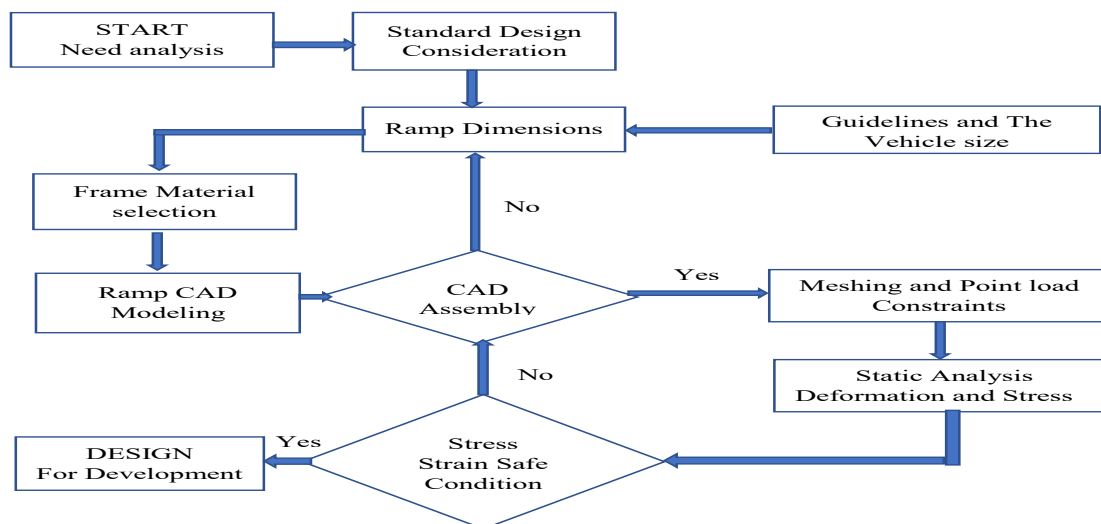 START
Need analysis
Standard Design
Consideration
Ramp Dimensions
Guidelines and The
Vehicle size
Frame Material
selection
No
Ramp CAD
Modeling
CAD
Assembly
Yes
Meshing and Point load
Constraints
No
Static Analysis
Deformation and Stress
DESIGN
For Development
Yes
Stress
Strain Safe
Condition